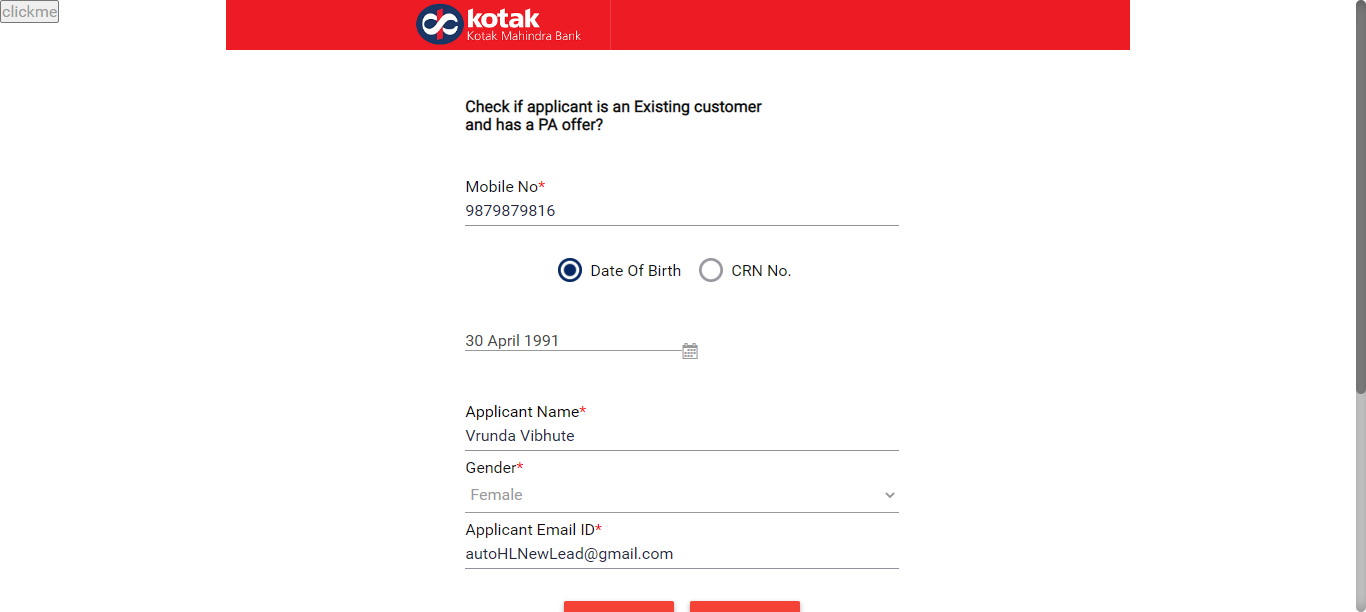 clickme
kotak
Kotak Mahindra Bank
Check if applicant is an Existing customer
and has a PA offer?
Mobile No*
9879879816
Date Of Birth
CRN No.
30 April 1991
Applicant Name*
Vrunda Vibhute
Gender*
Female
Applicant Email ID*
autoHLNewLead@gmail.com